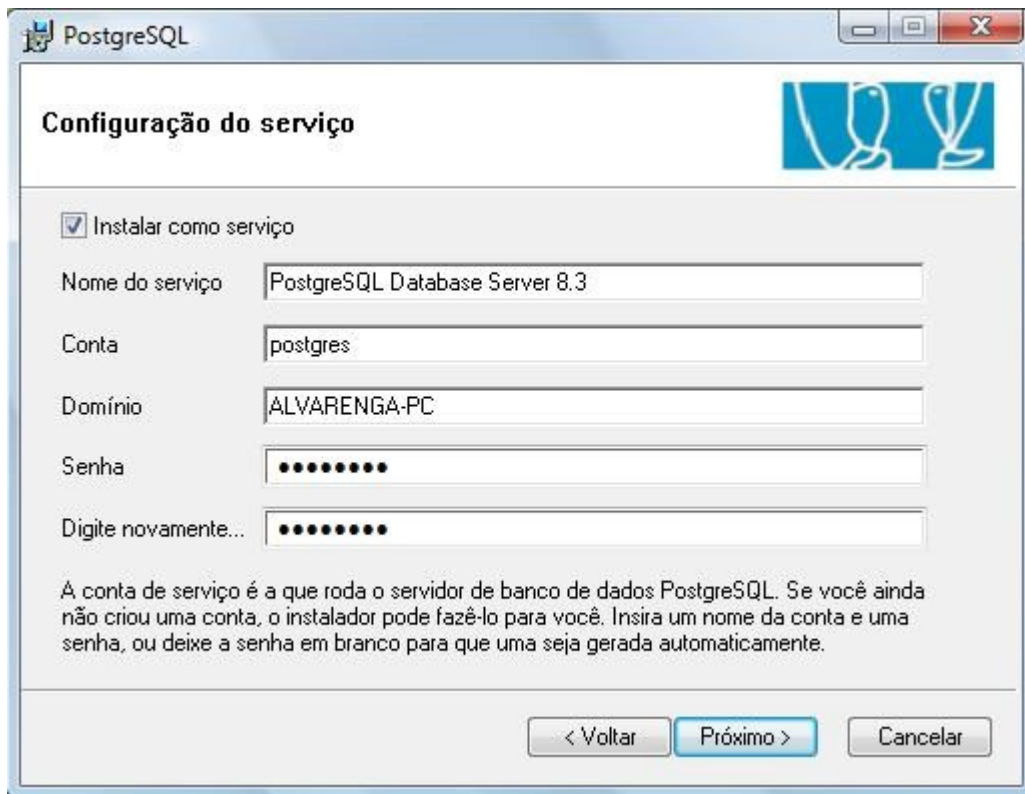 PostgreSQL
Configuração do serviço
Instalar como serviço
Nome do serviço PostgreSQL Database Server 8.3
Conta postgres
Domínio ALVARENGA-PC
Senha ●●●●●●●●
Digite novamente... ●●●●●●●●
A conta de serviço é a que roda o servidor de banco de dados PostgreSQL. Se você ainda
não criou uma conta, o instalador pode fazê-lo para você. Insira um nome da conta e uma
senha, ou deixe a senha em branco para que uma seja gerada automaticamente.
< Voltar Próximo > Cancelar